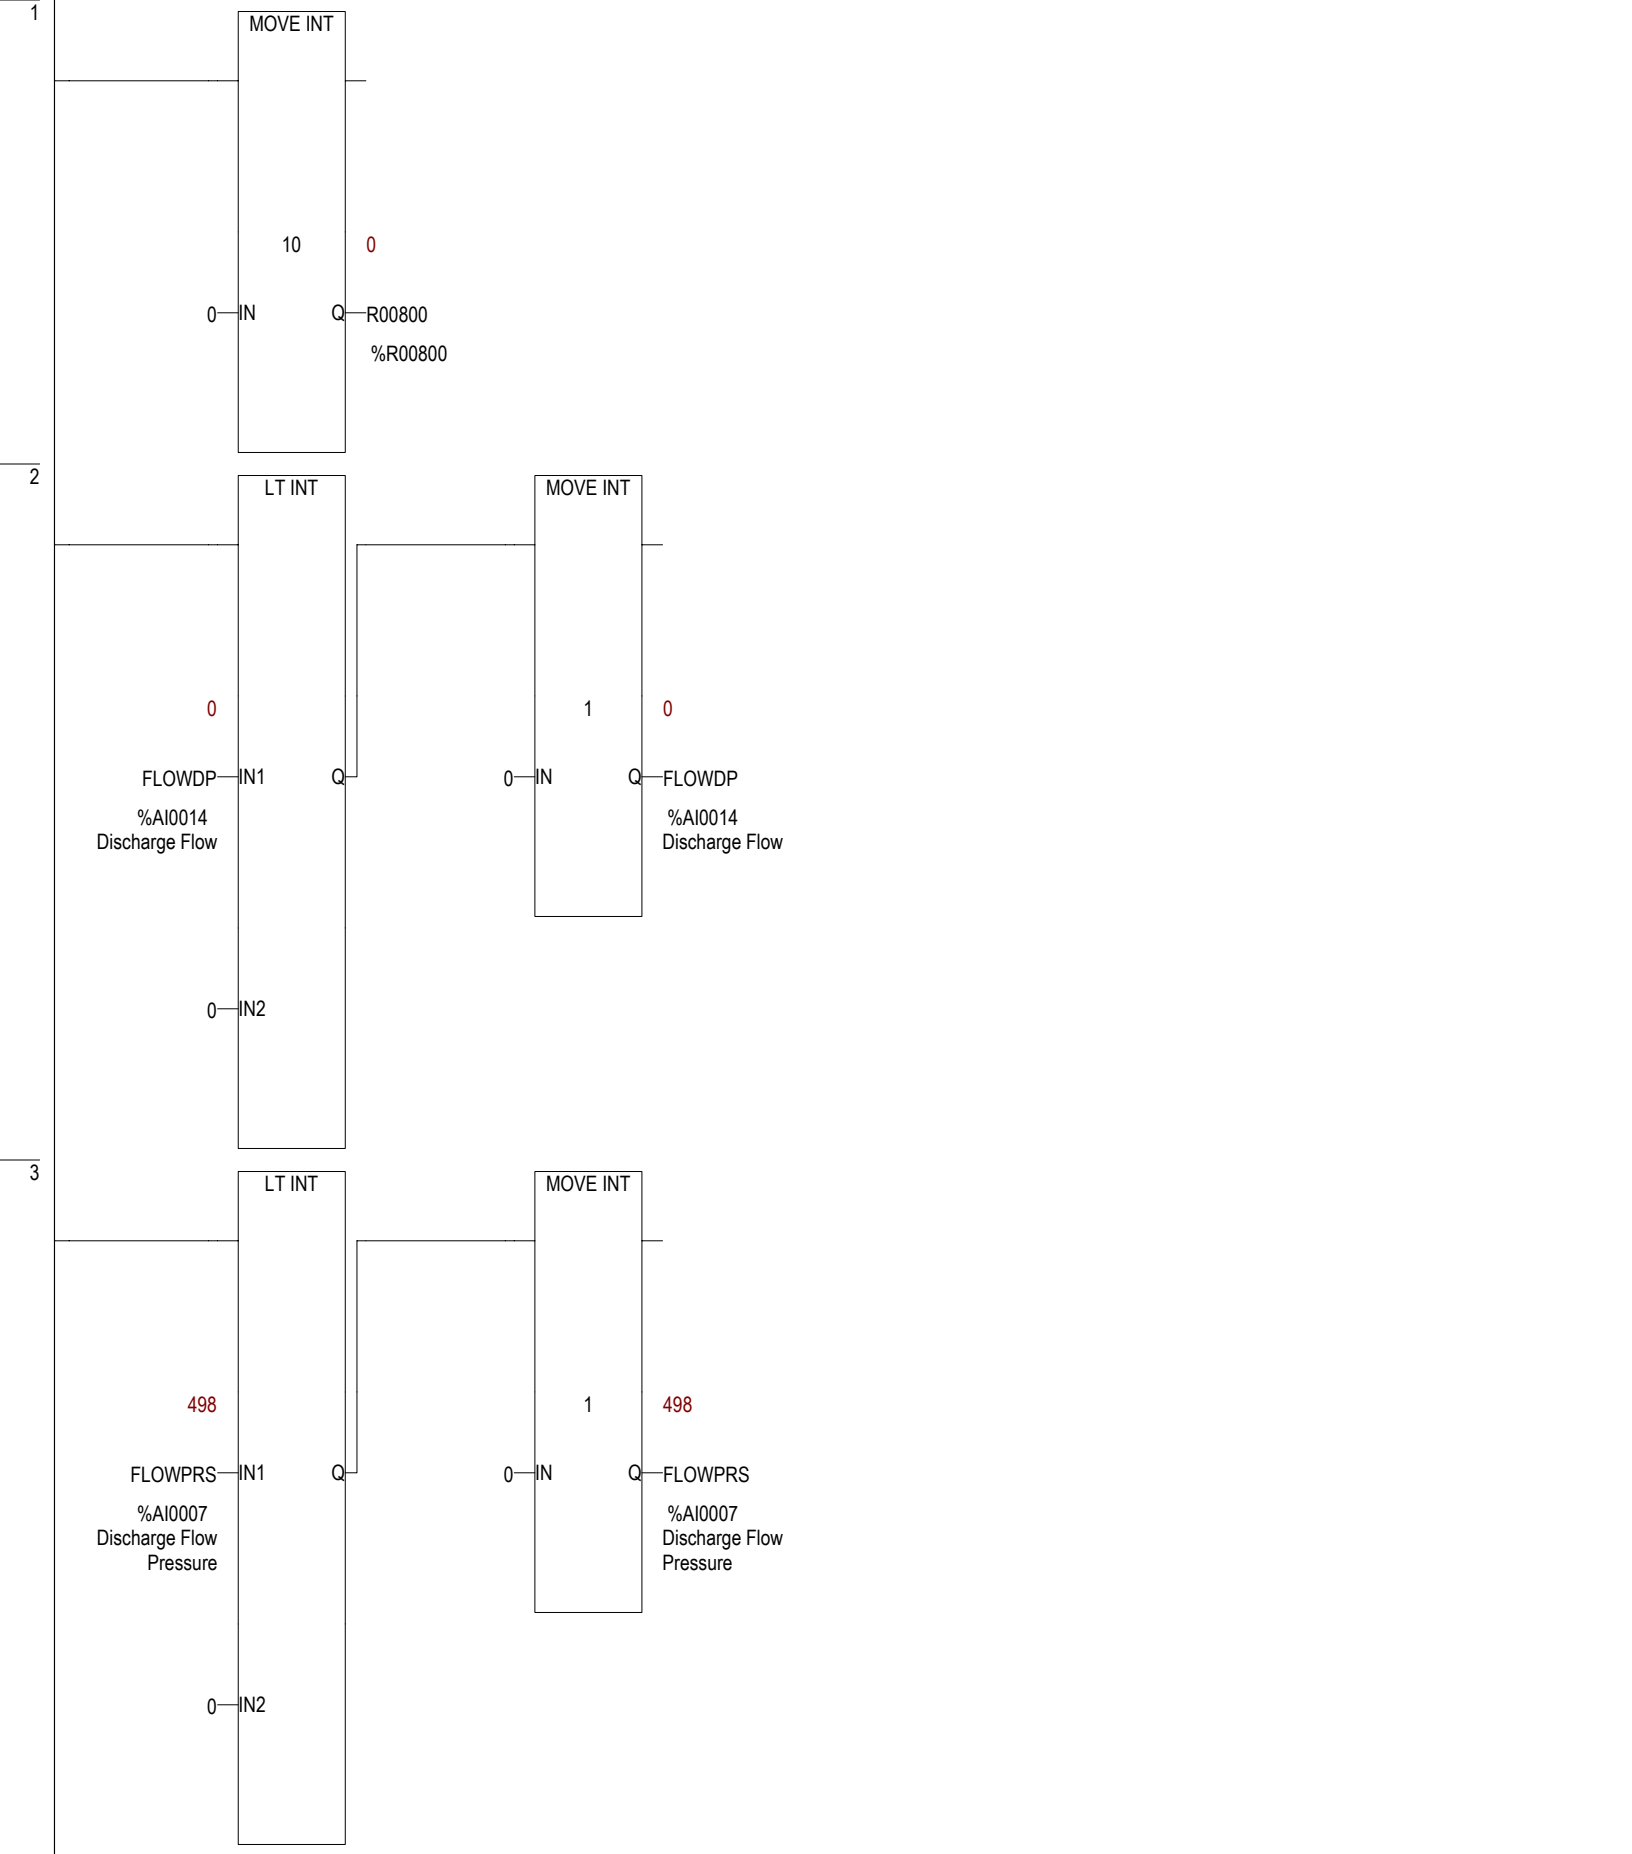 1
MOVE INT
10
0
0
IN
Q
R00800
%R00800
2
LT INT
MOVE INT
0
1
0
FLOWDP
IN1
Q
0
IN
Q
FLOWDP
%AI0014
%AI0014
Discharge Flow
Discharge Flow
0
IN2
3
LT INT
MOVE INT
498
1
498
FLOWPRS
IN1
Q
0
IN
Q
FLOWPRS
%AI0007
%AI0007
Discharge Flow
Discharge Flow
Pressure
Pressure
0
IN2